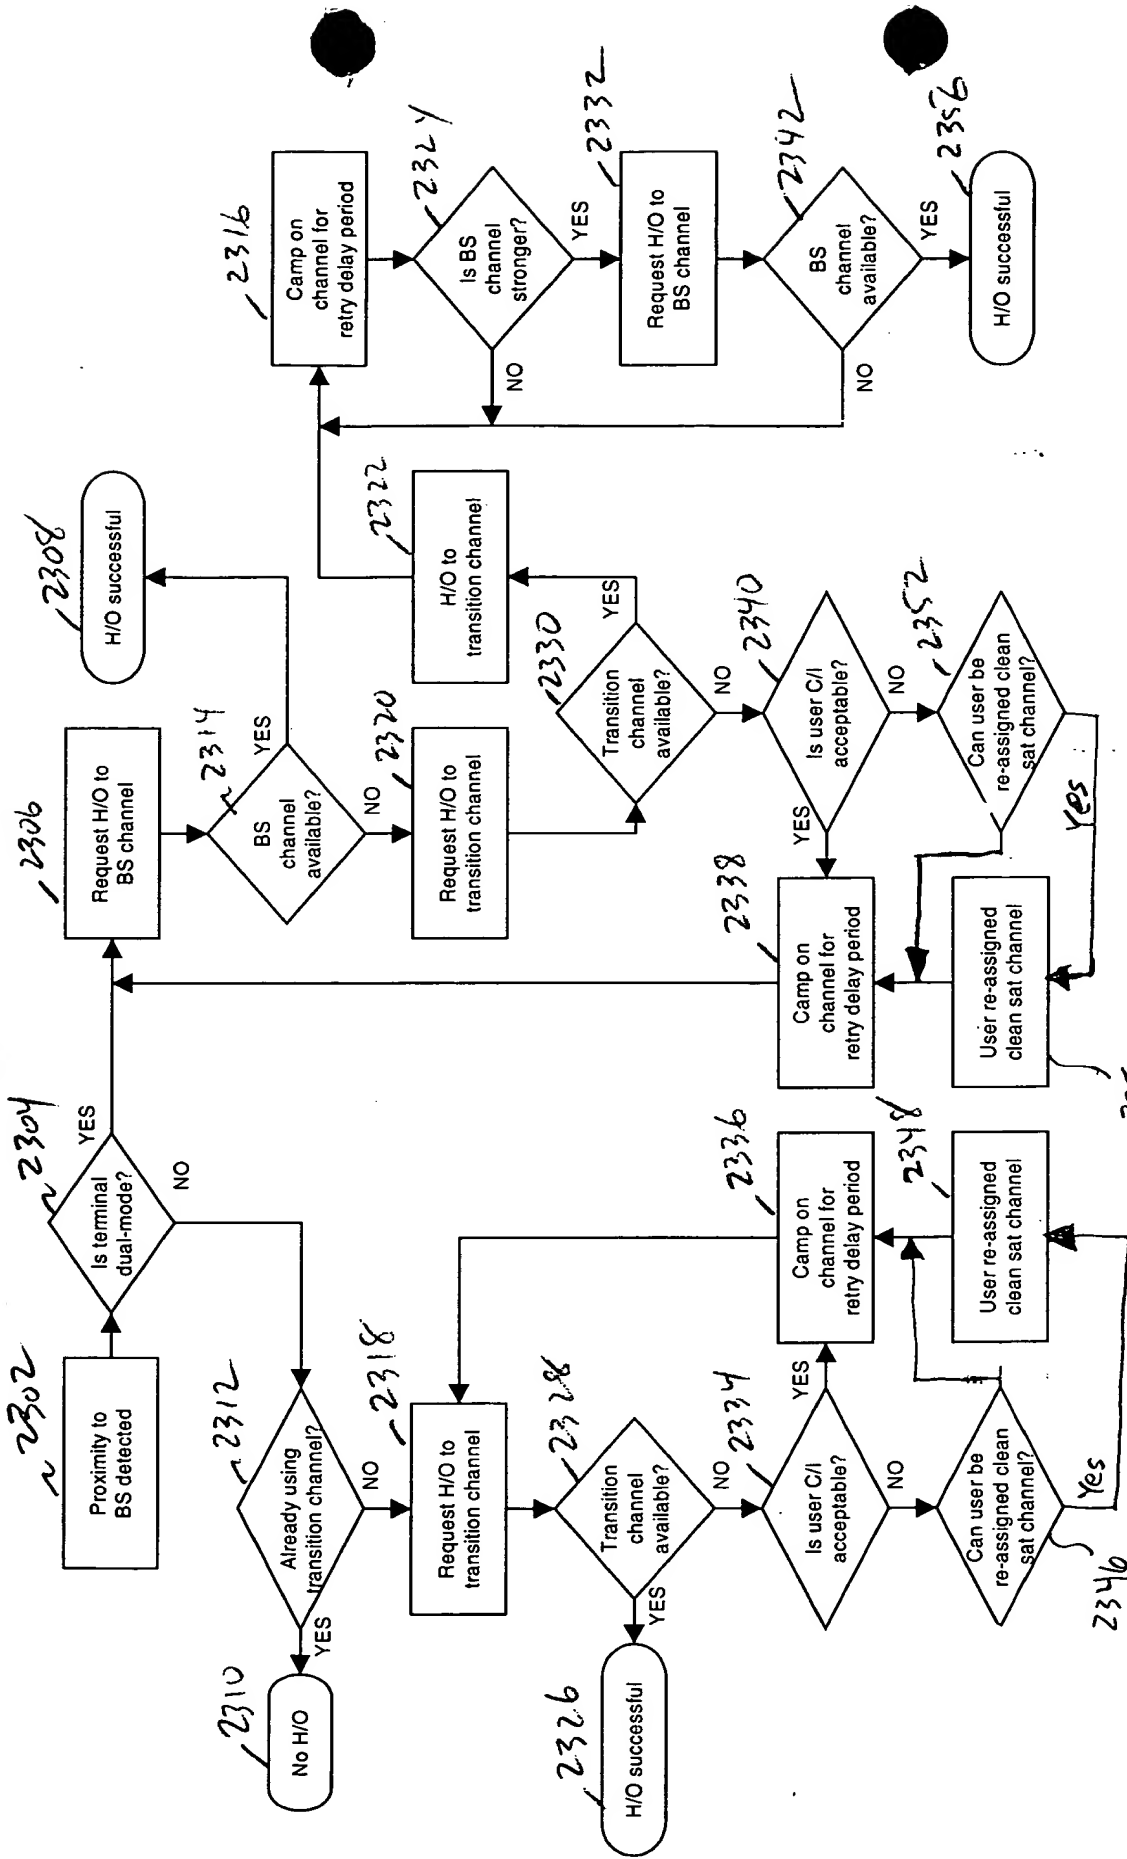 2302
Proximity to
BS detected
2304
Is terminal
dual-mode?
YES
NO
2306
Request H/O to
BS channel
2308
H/O successful
2310
No H/O
2312
Already using
transition channel?
YES
NO
2314
BS
channel
available?
YES
NO
2316
Camp on
channel for
retry delay period
2318
Request H/O to
transition channel
2320
Request H/O to
transition channel
2322
H/O to
transition channel
2324
Is BS
channel
stronger?
YES
NO
2326
H/O successful
2328
Transition
channel
available?
YES
NO
2330
Transition
channel
available?
YES
NO
2332
Request H/O to
BS channel
2334
Is user C/I
acceptable?
YES
NO
2336
Camp on
channel for
retry delay period
2338
Camp on
channel for
retry delay period
2340
Is user C/I
acceptable?
YES
NO
2342
BS
channel
available?
YES
NO
2346
Can user be
re-assigned clean
sat channel?
Yes
2348
User re-assigned
clean sat channel
User re-assigned
clean sat channel
2352
Can user be
re-assigned clean
sat channel?
Yes
2356
H/O successful